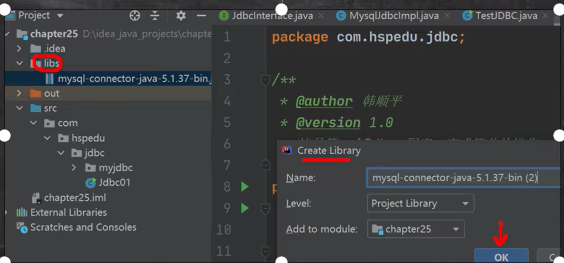 Project
JdbcInterface.java
MysqlJdbcImpl.java
TestJDBC.java
chapter25 D:\idea_java_projects\chapte
.idea
libs
mysql-connector-java-5.1.37-bin.
out
src
com
hspedu
jdbc
myjdbc
Jdbc01
chapter25.iml
External Libraries
Scratches and Consoles
1
2
3
4
5
6
7
8
9
10
11
package com.hspedu.jdbc;
/**
* @author 韩顺平
* @version 1.0
Create Library
Name:
mysql-connector-java-5.1.37-bin (2)
Level:
Project Library
Add to module:
chapter25
OK
C